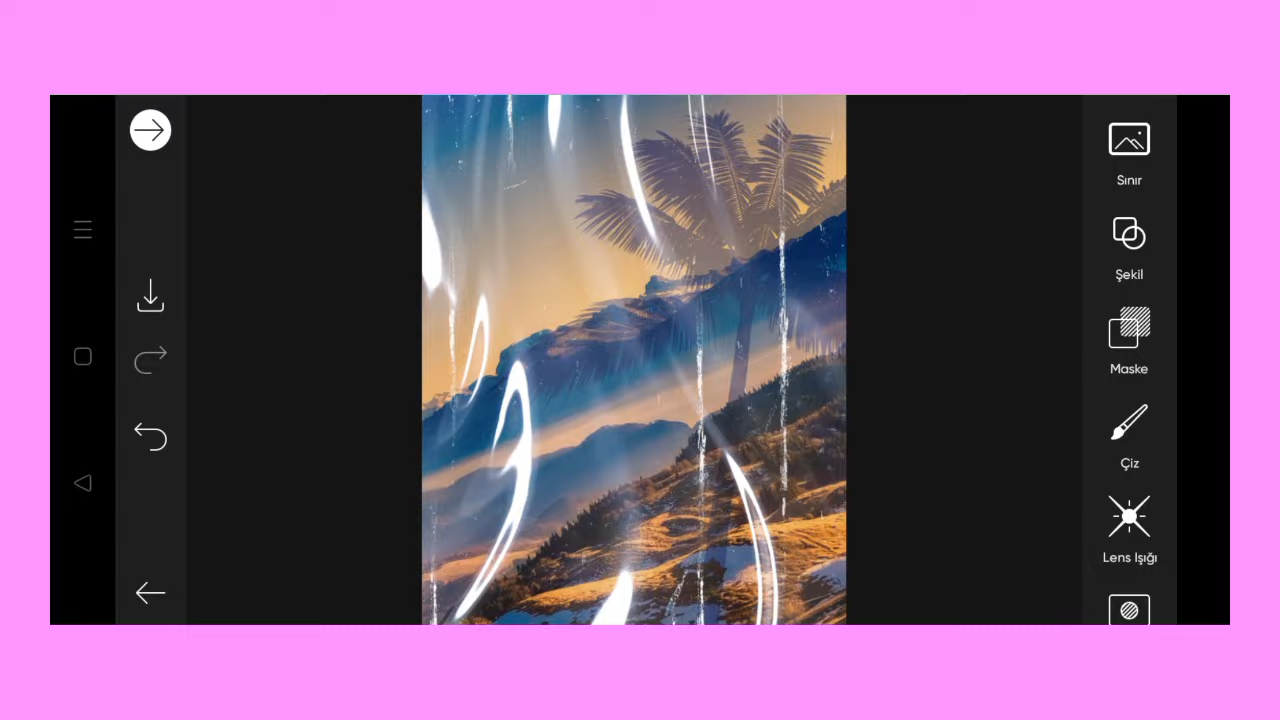 Sınır
Şekil
Maske
Çiz
Lens Işığı